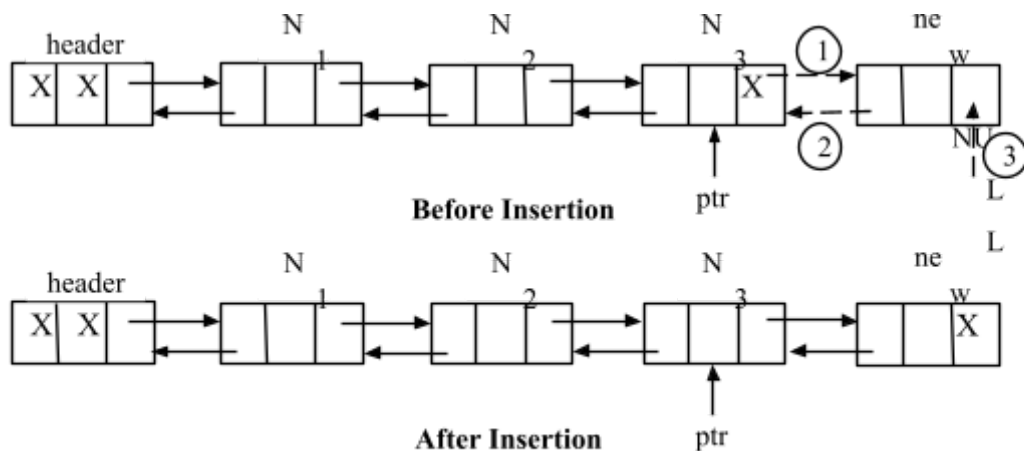 N N N ne
header 1 2 3 1 w
X X X
2 NU 3
ptr L
Before Insertion
L
N N N ne
header 1 2 3 w
X X X
ptr
After Insertion